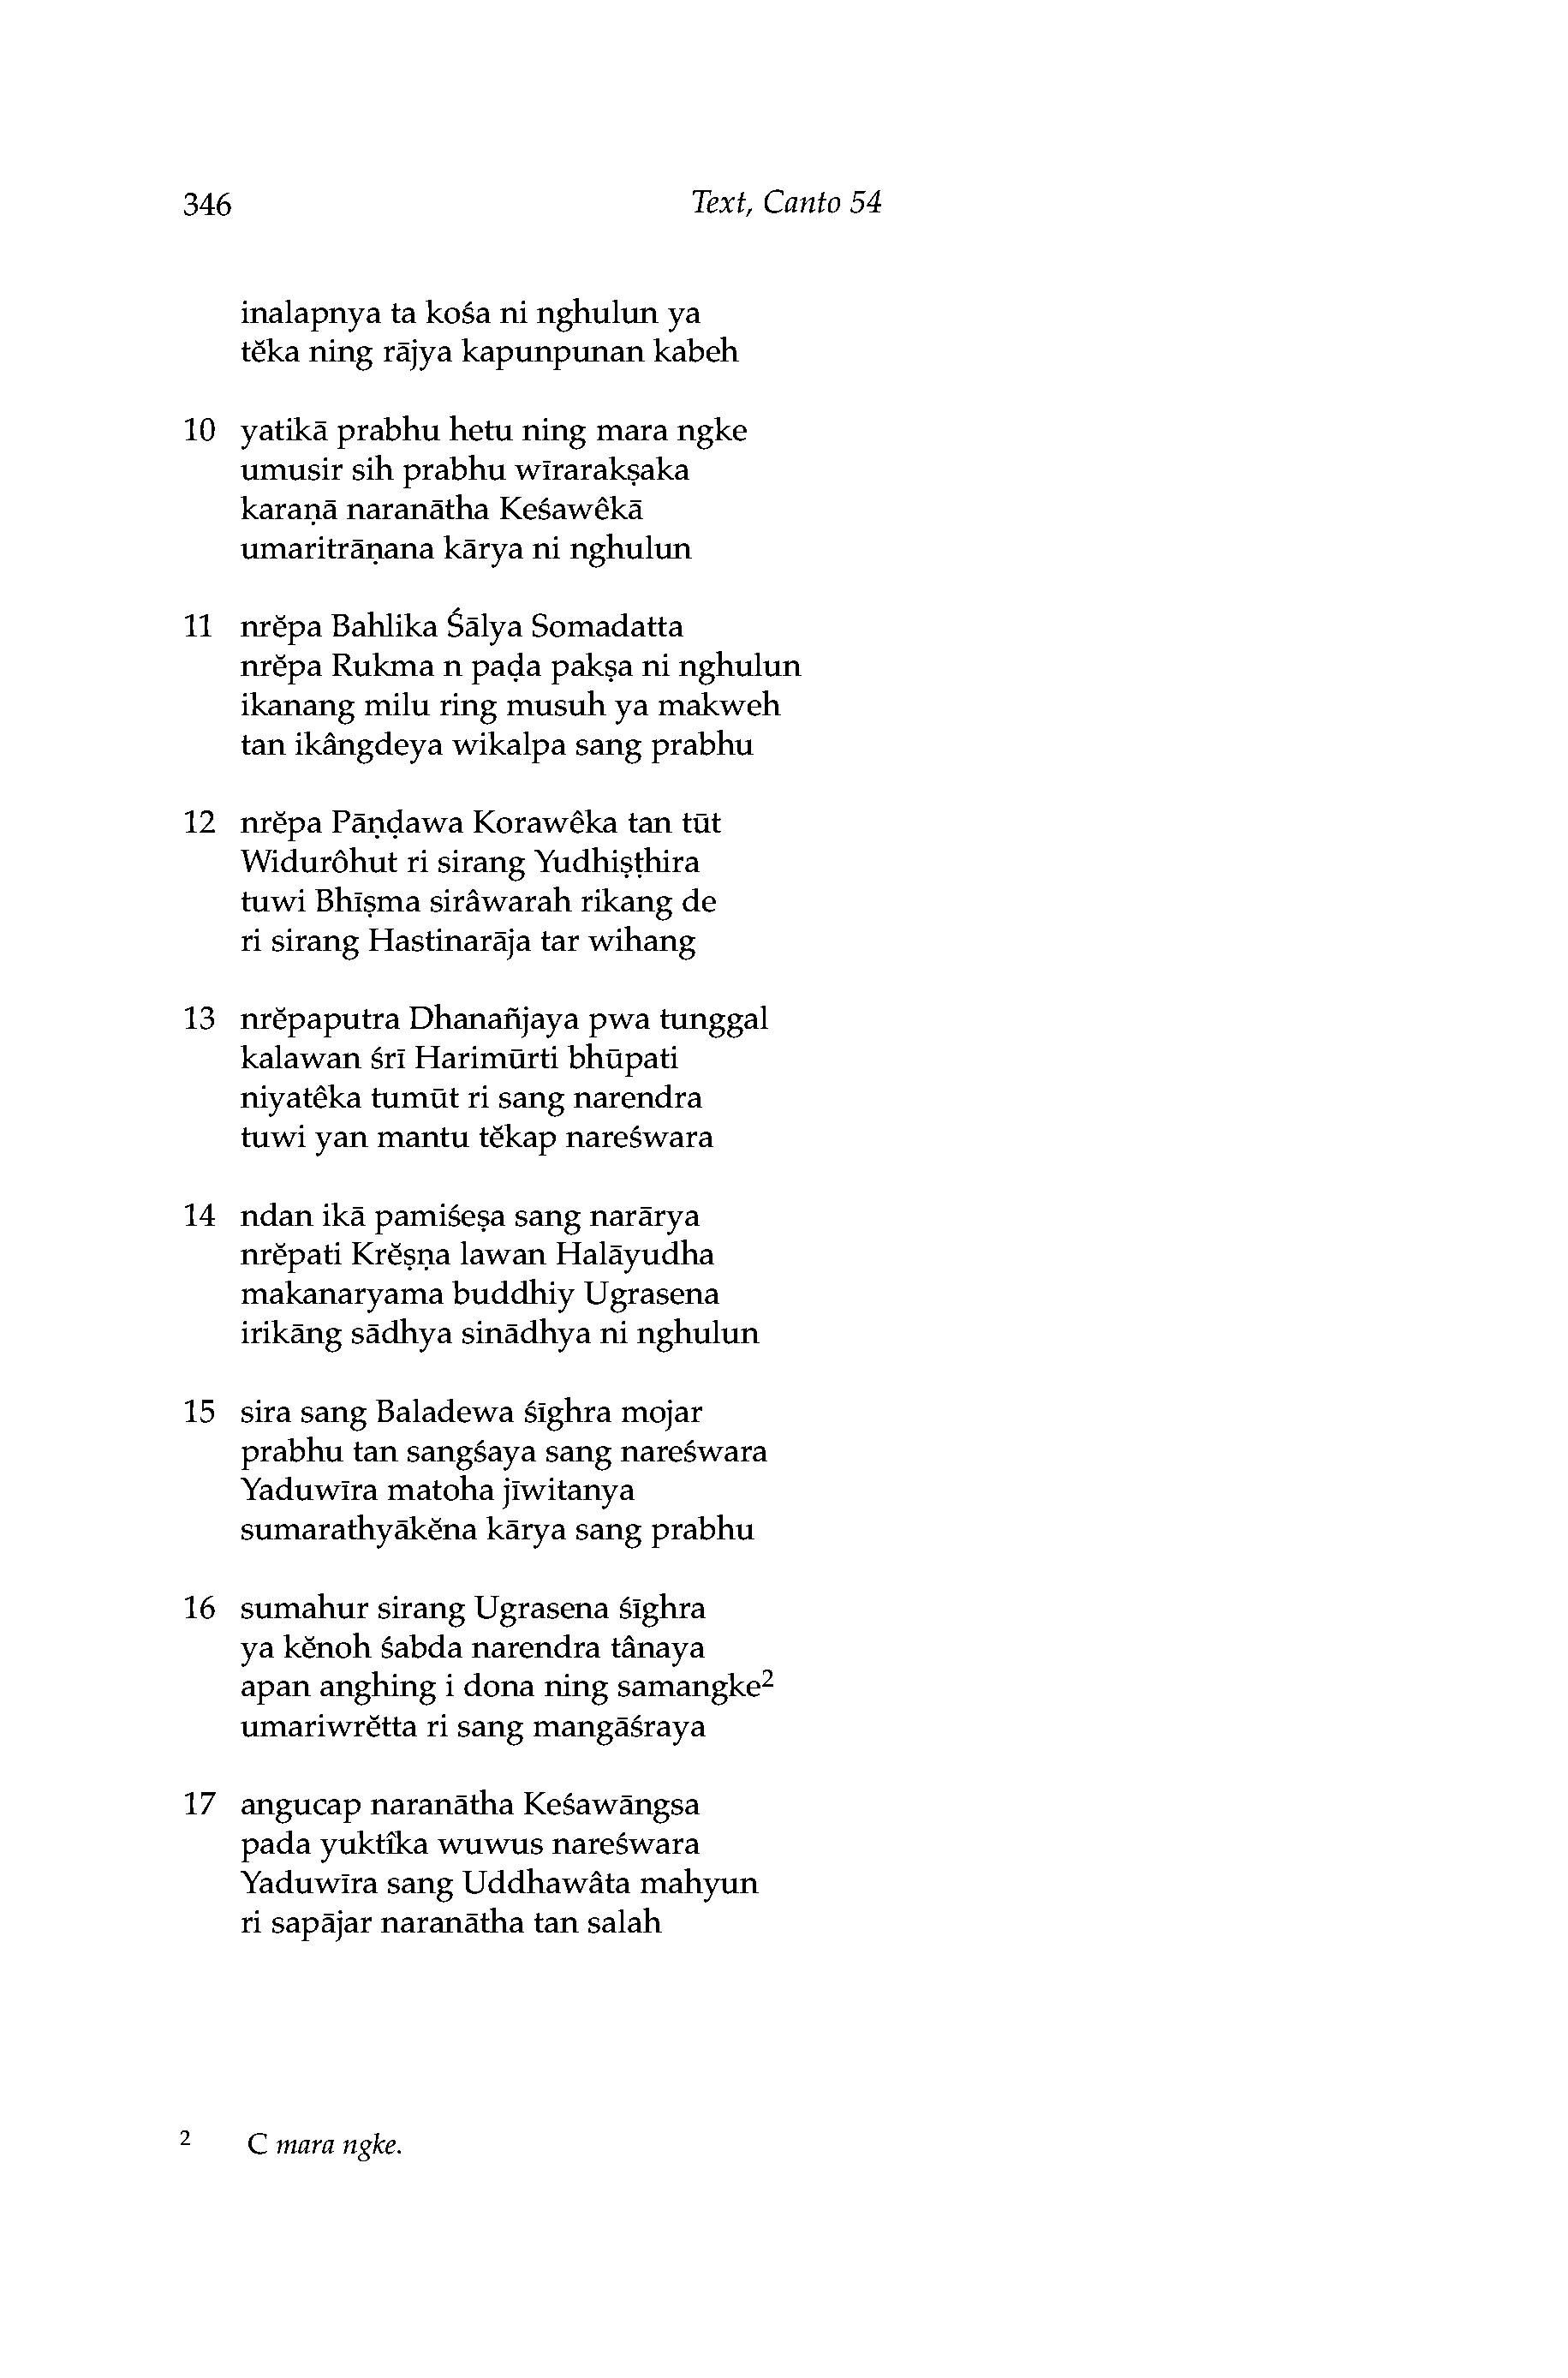 346 Text, Canto 54
inalapnya ta kośa ni nghulun ya
tĕka ning rājya kapunpunan kabeh
10 yatikā prabhu hetu ning mara ngke
umusir sih prabhu wīrarakṣaka
karaṇā naranātha Keśawêkā
umaritrāṇana kārya ni nghulun
11 nrĕpa Bahlika Śālya Somadatta
nrĕpa Rukma n paḍa pakṣa ni nghulun
ikanang milu ring musuh ya makweh
tan ikângdeya wikalpa sang prabhu
12 nrĕpa Pāṇḍawa Korawêka tan tūt
Widurôhut ri sirang Yudhiṣṭhira
tuwi Bhīṣma sirâwarah rikang de
ri sirang Hastinarāja tar wihang
13 nrĕpaputra Dhanañjaya pwa tunggal
kalawan śrī Harimūrti bhūpati
niyatêka tumūt ri sang narendra
tuwi yan mantu tĕkap nareśwara
14 ndan ikā pamiśeṣa sang narārya
nrĕpati Krĕṣṇa lawan Halāyudha
makanaryama buddhiy Ugrasena
irikāng sādhya sinādhya ni nghulun
15 sira sang Baladewa śīghra mojar
prabhu tan sangśaya sang nareśwara
Yaduwīra matoha jīwitanya
sumarathyākĕna kārya sang prabhu
16 sumahur sirang Ugrasena śīghra
ya kĕnoh śabda narendra tânaya
apan anghing i dona ning samangke²
umariwrĕtta ri sang mangāśraya
17 angucap naranātha Keśawāngsa
pada yuktîka wuwus nareśwara
Yaduwīra sang Uddhawâta mahyun
ri sapājar naranātha tan salah
² C mara ngke.